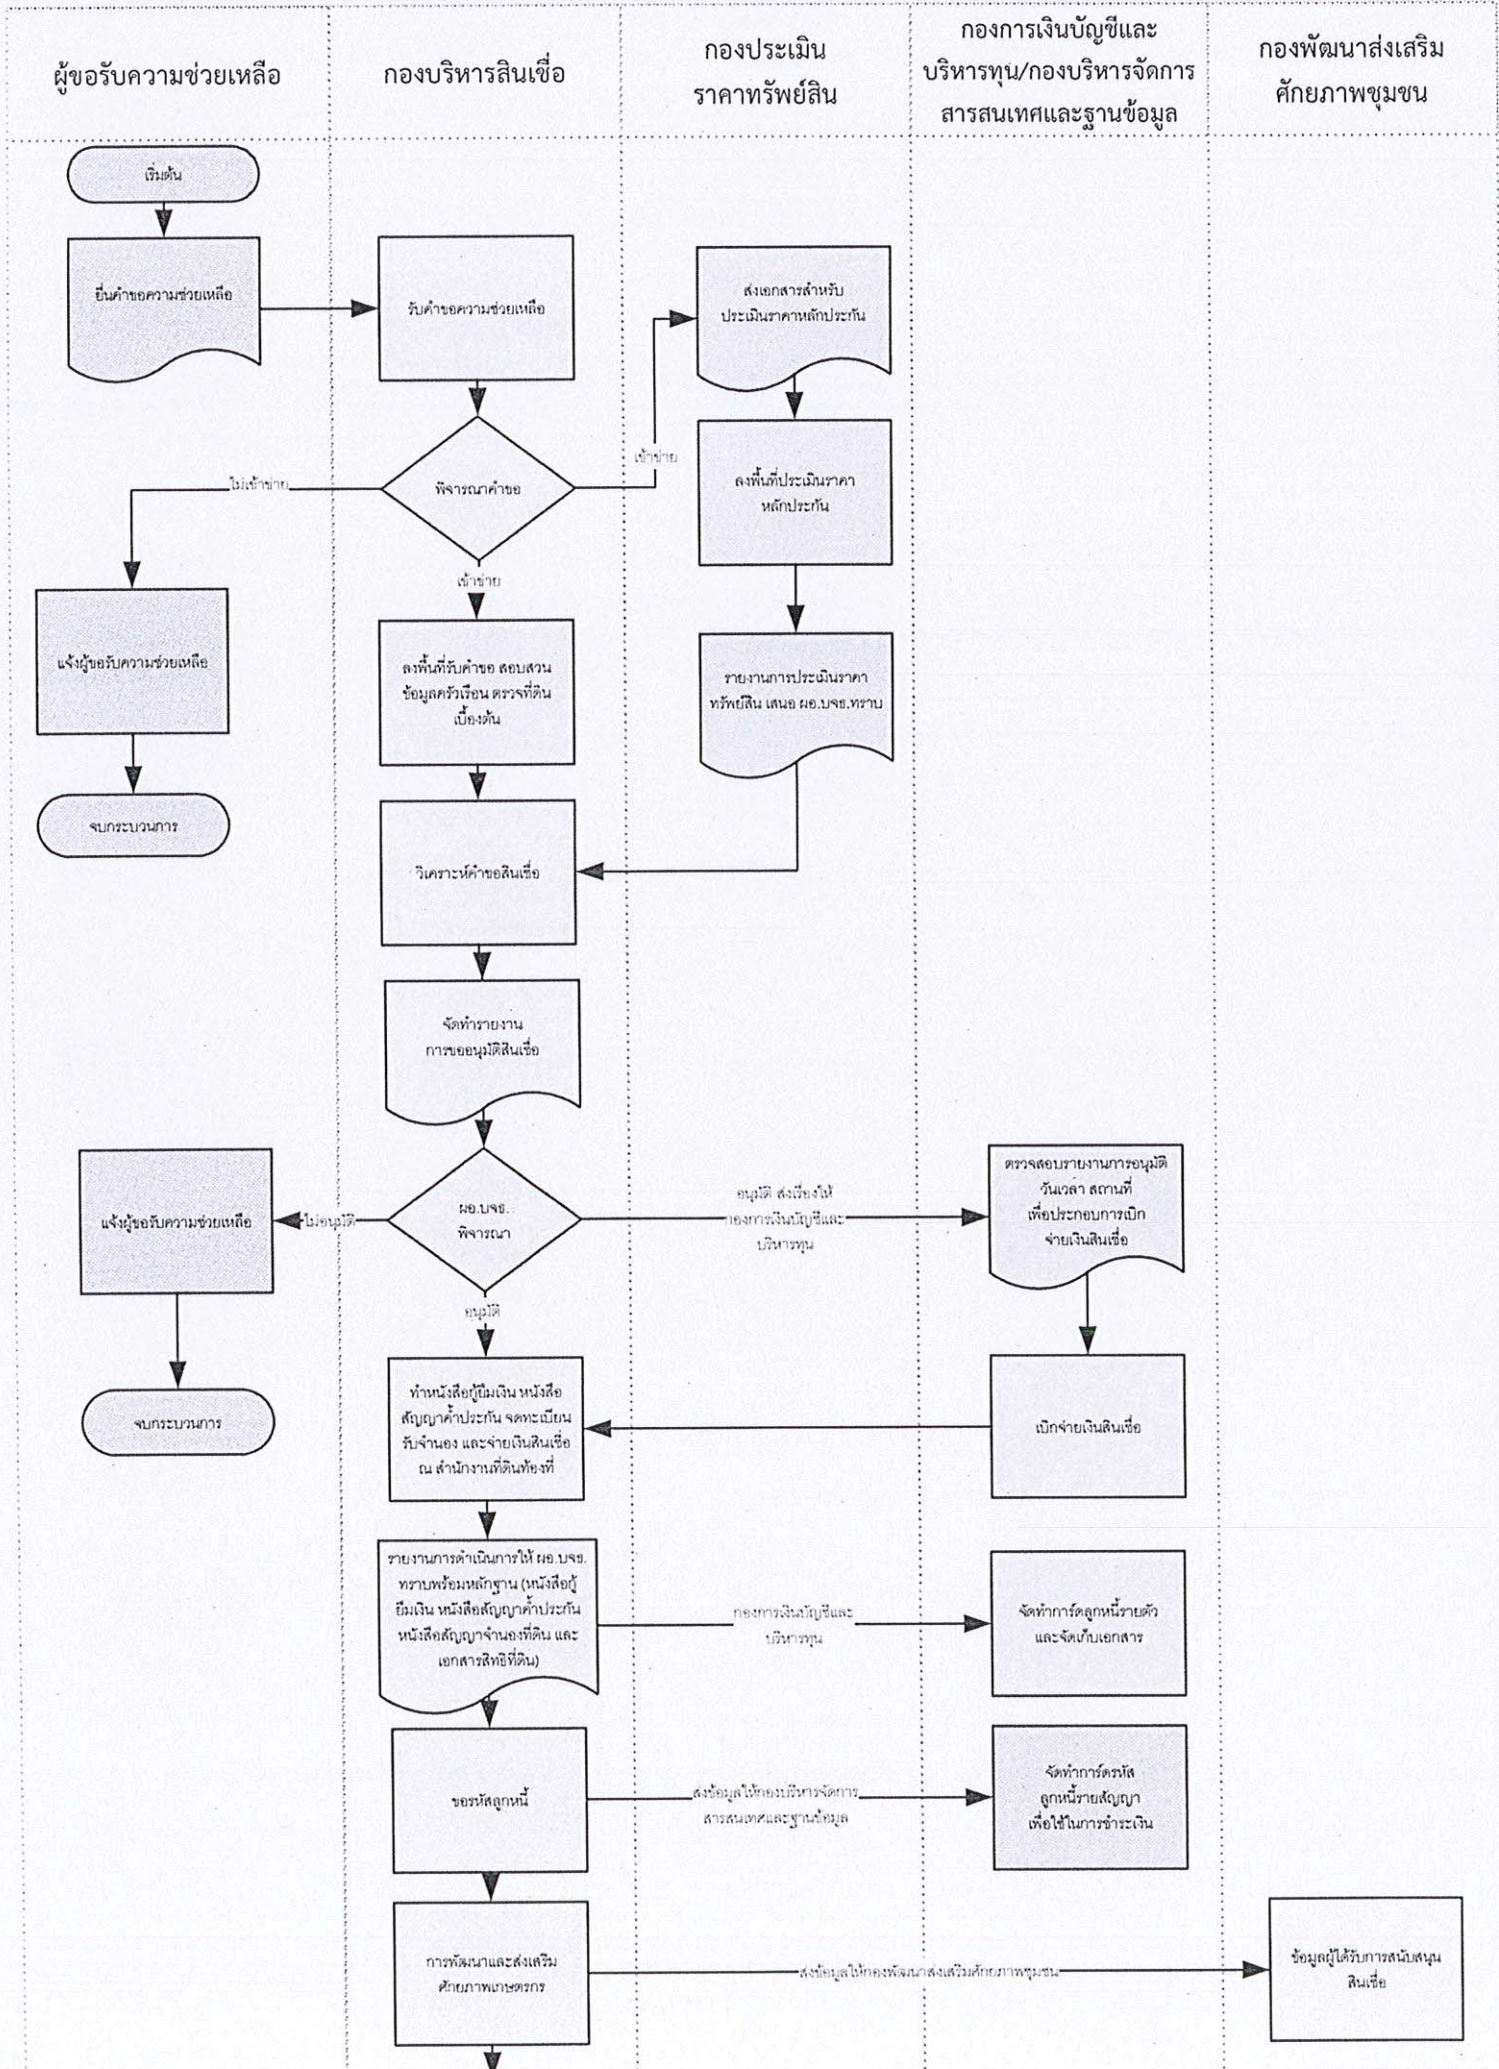 ผู้ขอรับความช่วยเหลือ
กองบริหารสินเชื่อ
กองประเมิน
ราคาทรัพย์สิน
กองการเงินบัญชีและ
บริหารทุน/กองบริหารจัดการ
สารสนเทศและฐานข้อมูล
กองพัฒนาส่งเสริม
ศักยภาพชุมชน
เริ่มต้น
ยื่นคำขอความช่วยเหลือ
รับคำขอความช่วยเหลือ
ส่งเอกสารสำหรับ
ประเมินราคาหลักประกัน
เข้าข่าย
ไม่เข้าข่าย
พิจารณาคำขอ
ลงพื้นที่ประเมินราคา
หลักประกัน
เข้าข่าย
แจ้งผู้ขอรับความช่วยเหลือ
ลงพื้นที่รับคำขอ สอบสวน
ข้อมูลครัวเรือน ตรวจที่ดิน
เบื้องต้น
รายงานการประเมินราคา
ทรัพย์สิน เสนอ ผอ.บจธ.ทราบ
จบกระบวนการ
วิเคราะห์คำขอสินเชื่อ
จัดทำรายงาน
การขออนุมัติสินเชื่อ
แจ้งผู้ขอรับความช่วยเหลือ
ไม่อนุมัติ
ผอ.บจธ.
พิจารณา
อนุมัติ ส่งเรื่องให้
กองการเงินบัญชีและ
บริหารทุน
ตรวจสอบรายงานการอนุมัติ
วันเวลา สถานที่
เพื่อประกอบการเบิก
จ่ายเงินสินเชื่อ
อนุมัติ
จบกระบวนการ
ทำหนังสือกู้ยืมเงิน หนังสือ
สัญญาค้ำประกัน จดทะเบียน
รับจำนอง และจ่ายเงินสินเชื่อ
ณ สำนักงานที่ดินท้องที่
เบิกจ่ายเงินสินเชื่อ
รายงานการดำเนินการให้ ผอ.บจธ.
ทราบพร้อมหลักฐาน (หนังสือกู้
ยืมเงิน หนังสือสัญญาค้ำประกัน
หนังสือสัญญาจำนองที่ดิน และ
เอกสารสิทธิที่ดิน)
กองการเงินบัญชีและ
บริหารทุน
จัดทำการ์ดลูกหนี้รายตัว
และจัดเก็บเอกสาร
ขอรหัสลูกหนี้
ส่งข้อมูลให้กองบริหารจัดการ
สารสนเทศและฐานข้อมูล
จัดทำการ์ดรหัส
ลูกหนี้รายสัญญา
เพื่อใช้ในการชำระเงิน
การพัฒนาและส่งเสริม
ศักยภาพเกษตรกร
ส่งข้อมูลให้กองพัฒนาส่งเสริมศักยภาพชุมชน
ข้อมูลผู้ได้รับการสนับสนุน
สินเชื่อ